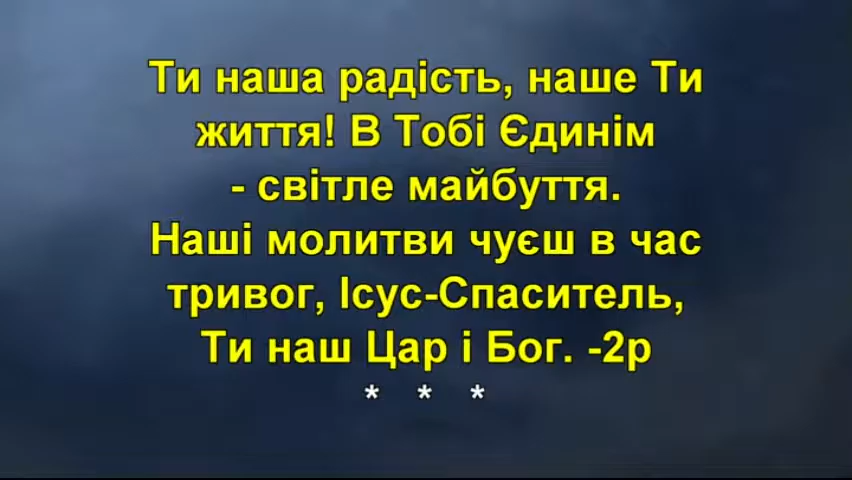 Ти наша радість, наше Ти
життя! В Тобі Єдинім
- світле майбуття.
Наші молитви чуєш в час
тривог, Ісус-Спаситель,
Ти наш Цар і Бог. -2р
* * *